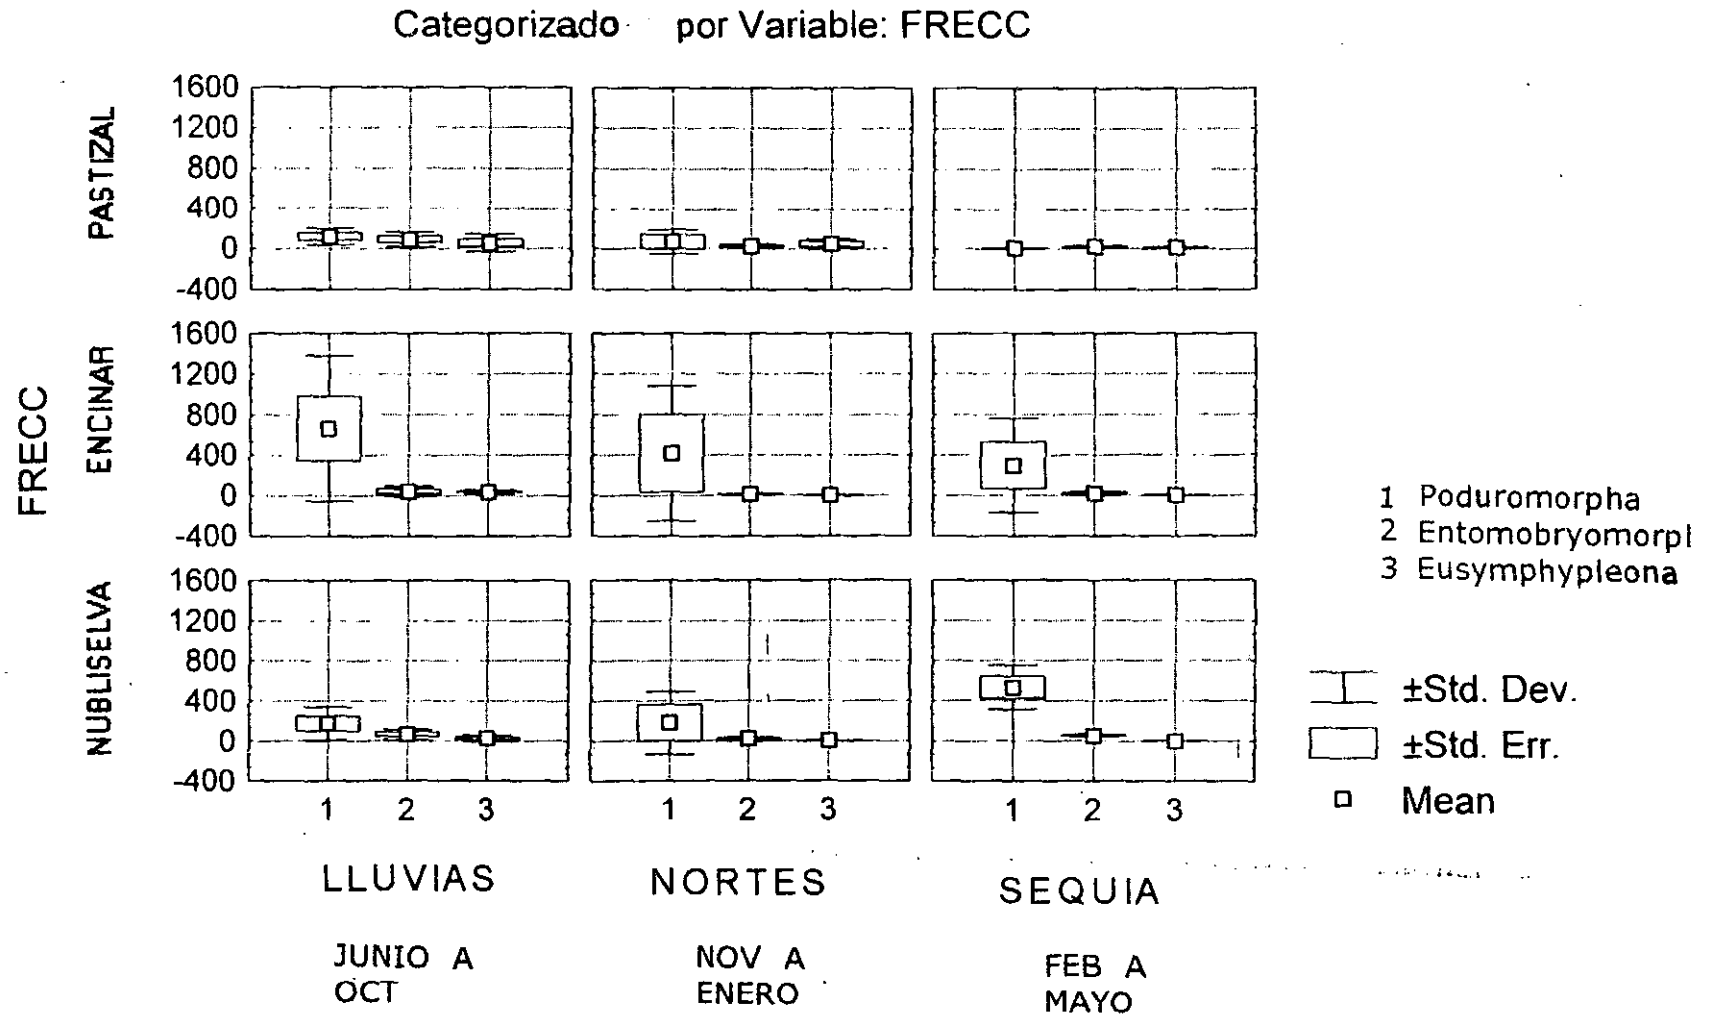 Categorizado por Variable: FRECC
FRECC
PASTIZAL
1600
1200
800
400
0
-400
ENCINAR
1600
1200
800
400
0
-400
NUBLISELVA
1600
1200
800
400
0
-400
1 2 3
1 2 3
1 2 3
LLUVIAS
NORTES
SEQUIA
JUNIO A
OCT
NOV A
ENERO
FEB A
MAYO
1 Poduromorpha
2 Entomobryomorpl
3 Eusymphypleona
±Std. Dev.
±Std. Err.
Mean